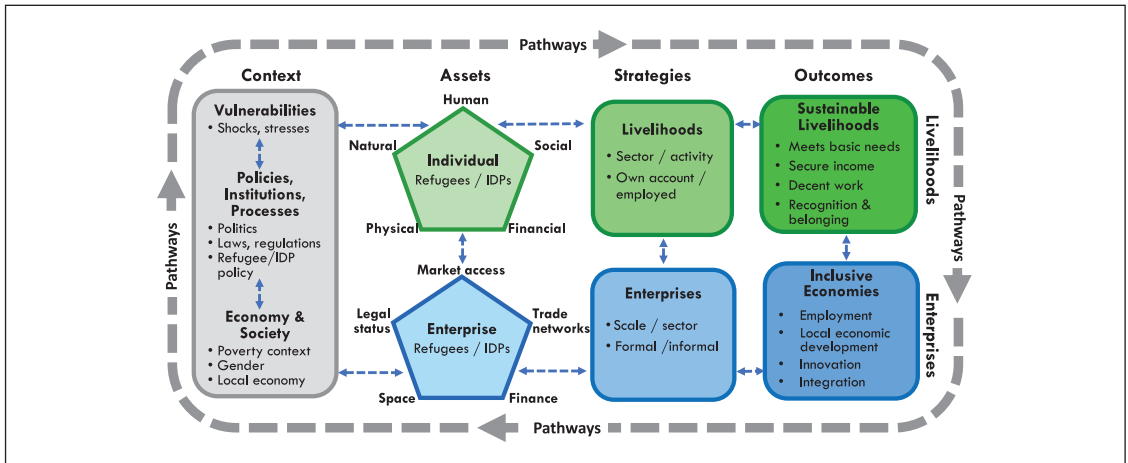 Pathways
Context
Assets
Strategies
Outcomes
Vulnerabilities
• Shocks, stresses
Policies,
Institutions,
Processes
• Politics
• Laws, regulations
• Refugee/IDP
policy
Economy &
Society
• Poverty context
• Gender
• Local economy
Human
Natural
Social
Individual
Refugees / IDPs
Physical
Financial
Market access
Legal
status
Trade
networks
Enterprise
Refugees / IDPs
Space
Finance
Livelihoods
• Sector / activity
• Own account /
employed
Enterprises
• Scale / sector
• Formal /informal
Sustainable
Livelihoods
• Meets basic needs
• Secure income
• Decent work
• Recognition &
belonging
Inclusive
Economies
• Employment
• Local economic
development
• Innovation
• Integration
Livelihoods
Enterprises
Pathways
Pathways
Pathways